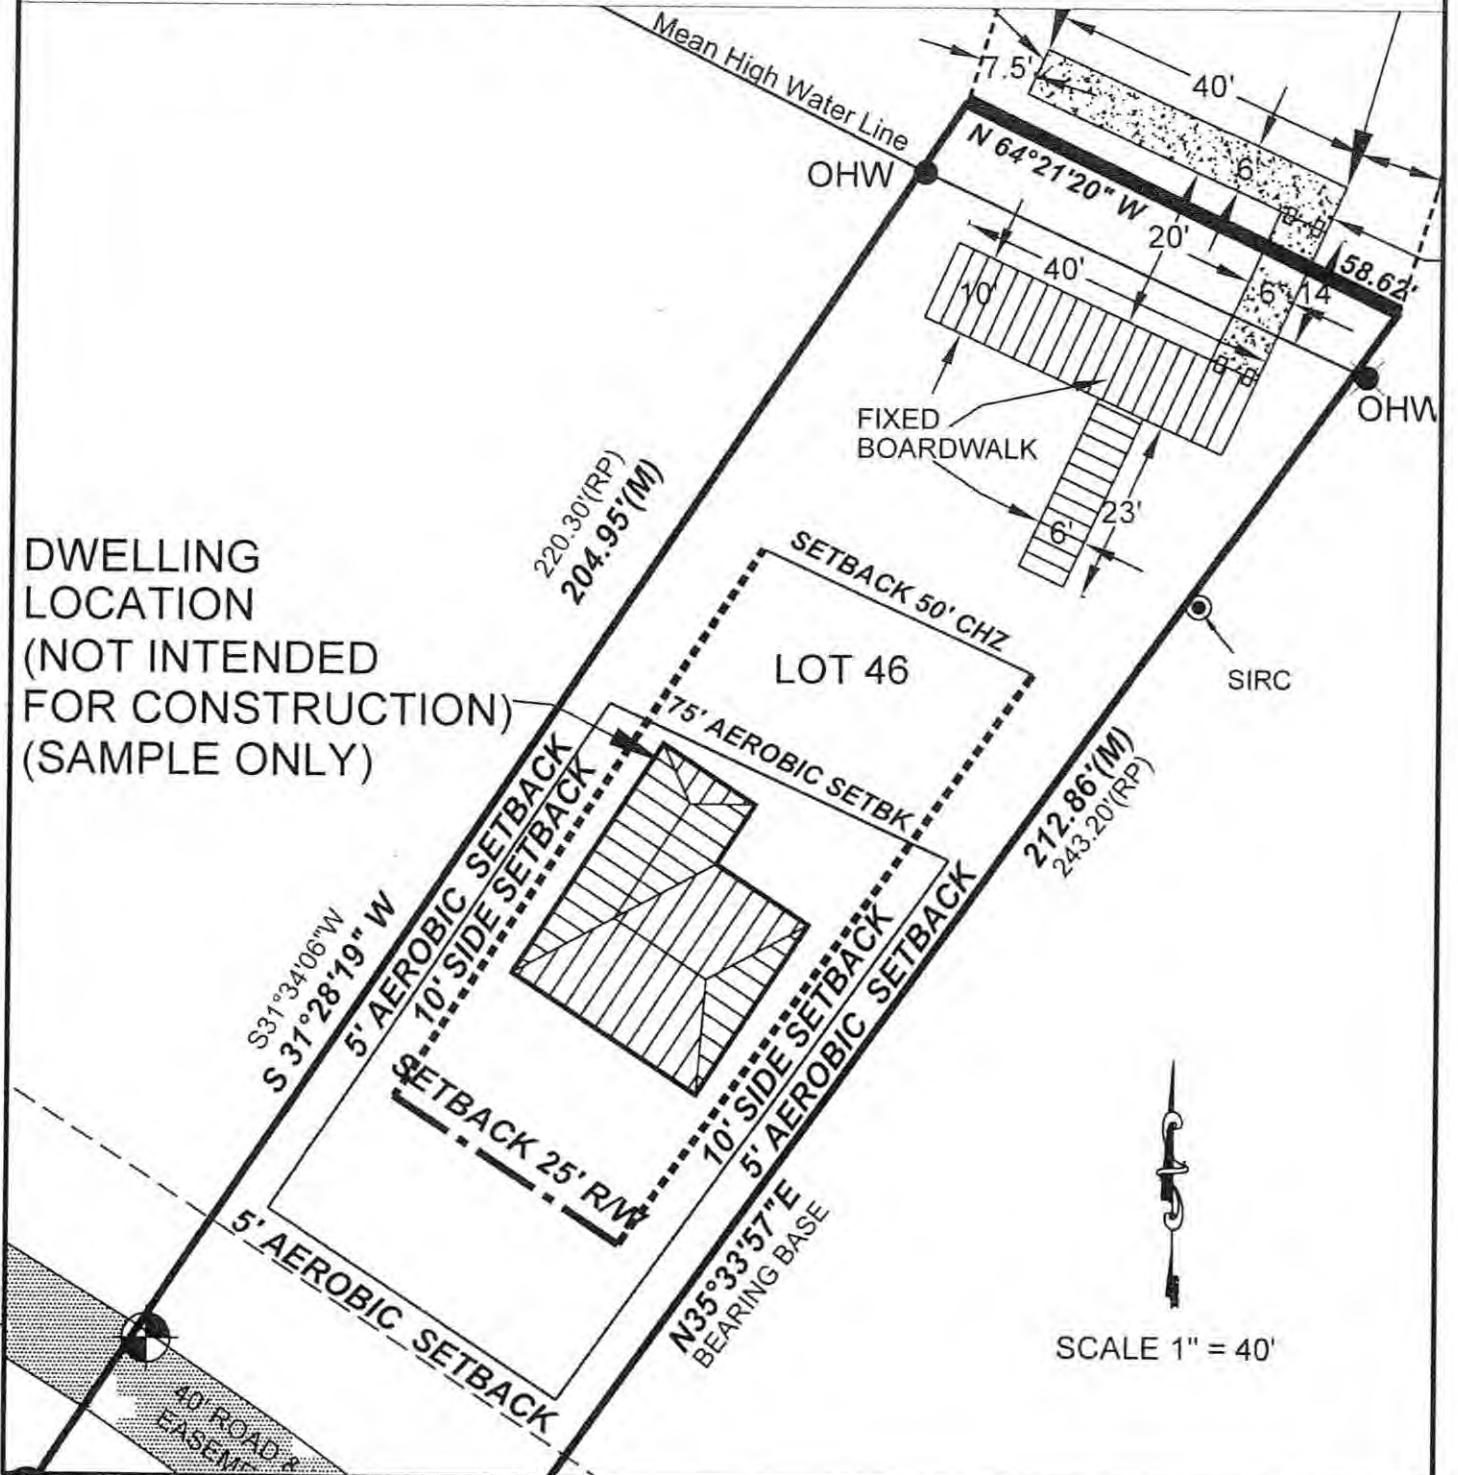 Mean High Water Line
7.5'
40'
OHW
N 64°21'20" W
6'
20'
58.62'
40'
10'
6'
14
OHW
FIXED
BOARDWALK
23'
6'
220.30'(RP)
204.95'(M)
SETBACK 50' CHZ
LOT 46
SIRC
DWELLING
LOCATION
(NOT INTENDED
FOR CONSTRUCTION)
(SAMPLE ONLY)
75' AEROBIC SETBK
212.86'(M)
243.20'(RP)
5' AEROBIC SETBACK
10' SIDE SETBACK
S31°34'06"W
S 31°28'19" W
10' SIDE SETBACK
5' AEROBIC SETBACK
SETBACK 25' R/W
5' AEROBIC SETBACK
N35°33'57"E
BEARING BASE
SCALE 1" = 40'
40' ROAD &